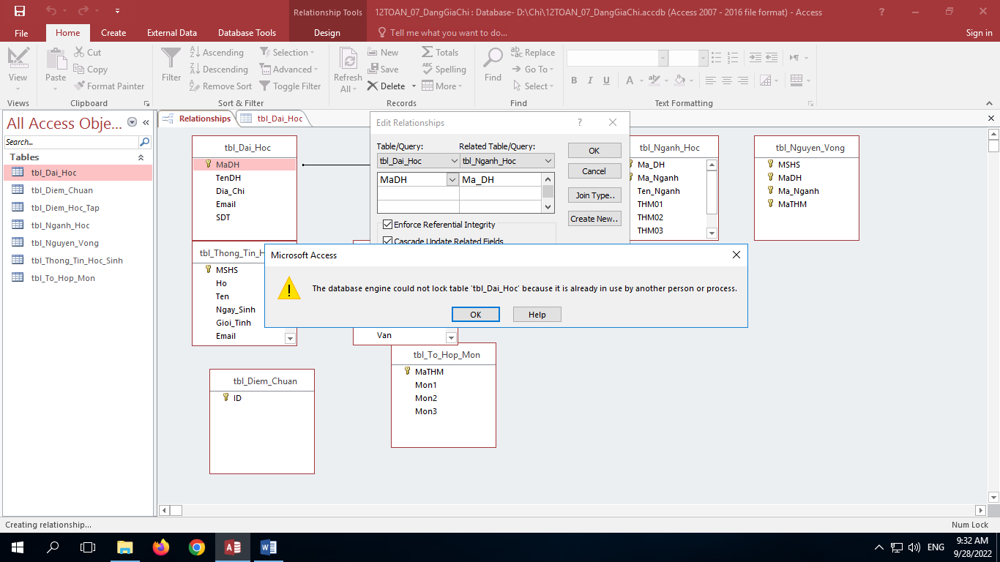 Relationship Tools
12TOAN_07_DangGiaChi : Database- D:\Chi\12TOAN_07_DangGiaChi.accdb (Access 2007 - 2016 file format) - Access
?
File
Home
Create
External Data
Database Tools
Design
Tell me what you want to do...
Sign in
View
Views
Paste
Cut
Copy
Format Painter
Clipboard
Filter
Ascending
Descending
Remove Sort
Selection
Advanced
Toggle Filter
Sort & Filter
Refresh
All
New
Save
Delete
Totals
Spelling
More
Records
Find
Replace
Go To
Select
Find
B I U
A
Text Formatting
All Access Obje...
Search...
Tables
tbl_Dai_Hoc
tbl_Diem_Chuan
tbl_Diem_Hoc_Tap
tbl_Nganh_Hoc
tbl_Nguyen_Vong
tbl_Thong_Tin_Hoc_Sinh
tbl_To_Hop_Mon
Relationships
tbl_Dai_Hoc
tbl_Dai_Hoc
MaDH
TenDH
Dia_Chi
Email
SDT
Edit Relationships
?
Table/Query:
Related Table/Query:
tbl_Dai_Hoc
tbl_Nganh_Hoc
MaDH
Ma_DH
OK
Cancel
Join Type..
Create New..
Enforce Referential Integrity
Cascade Update Related Fields
tbl_Nganh_Hoc
Ma_DH
Ma_Nganh
Ten_Nganh
THM01
THM02
THM03
tbl_Nguyen_Vong
MSHS
MaDH
Ma_Nganh
MaTHM
tbl_Thong_Tin_H
MSHS
Ho
Ten
Ngay_Sinh
Gioi_Tinh
Email
Microsoft Access
The database engine could not lock table 'tbl_Dai_Hoc' because it is already in use by another person or process.
OK
Help
Van
tbl_To_Hop_Mon
MaTHM
Mon1
Mon2
Mon3
tbl_Diem_Chuan
ID
Creating relationship...
Num Lock
ENG
9:32 AM
9/28/2022